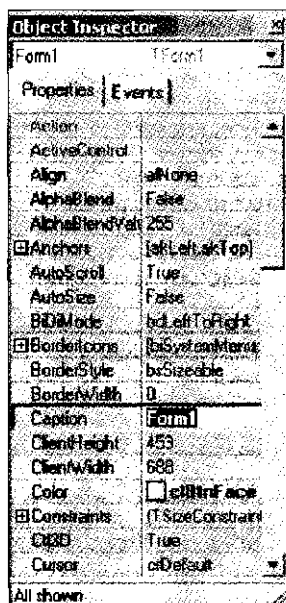 Object Inspector
Form1 TForm1
Properties Events
Action
ActiveControl
Align alNone
AlphaBlend False
AlphaBlendVal 255
Anchors [akLeft,akTop]
AutoScroll True
AutoSize False
BiDiMode bdLeftToRight
BorderIcons [biSystemMenu
BorderStyle bsSizeable
BorderWidth 0
Caption Form1
ClientHeight 453
ClientWidth 688
Color clBtnFace
Constraints (TSizeConstraint
Ctl3D True
Cursor crDefault
All shown